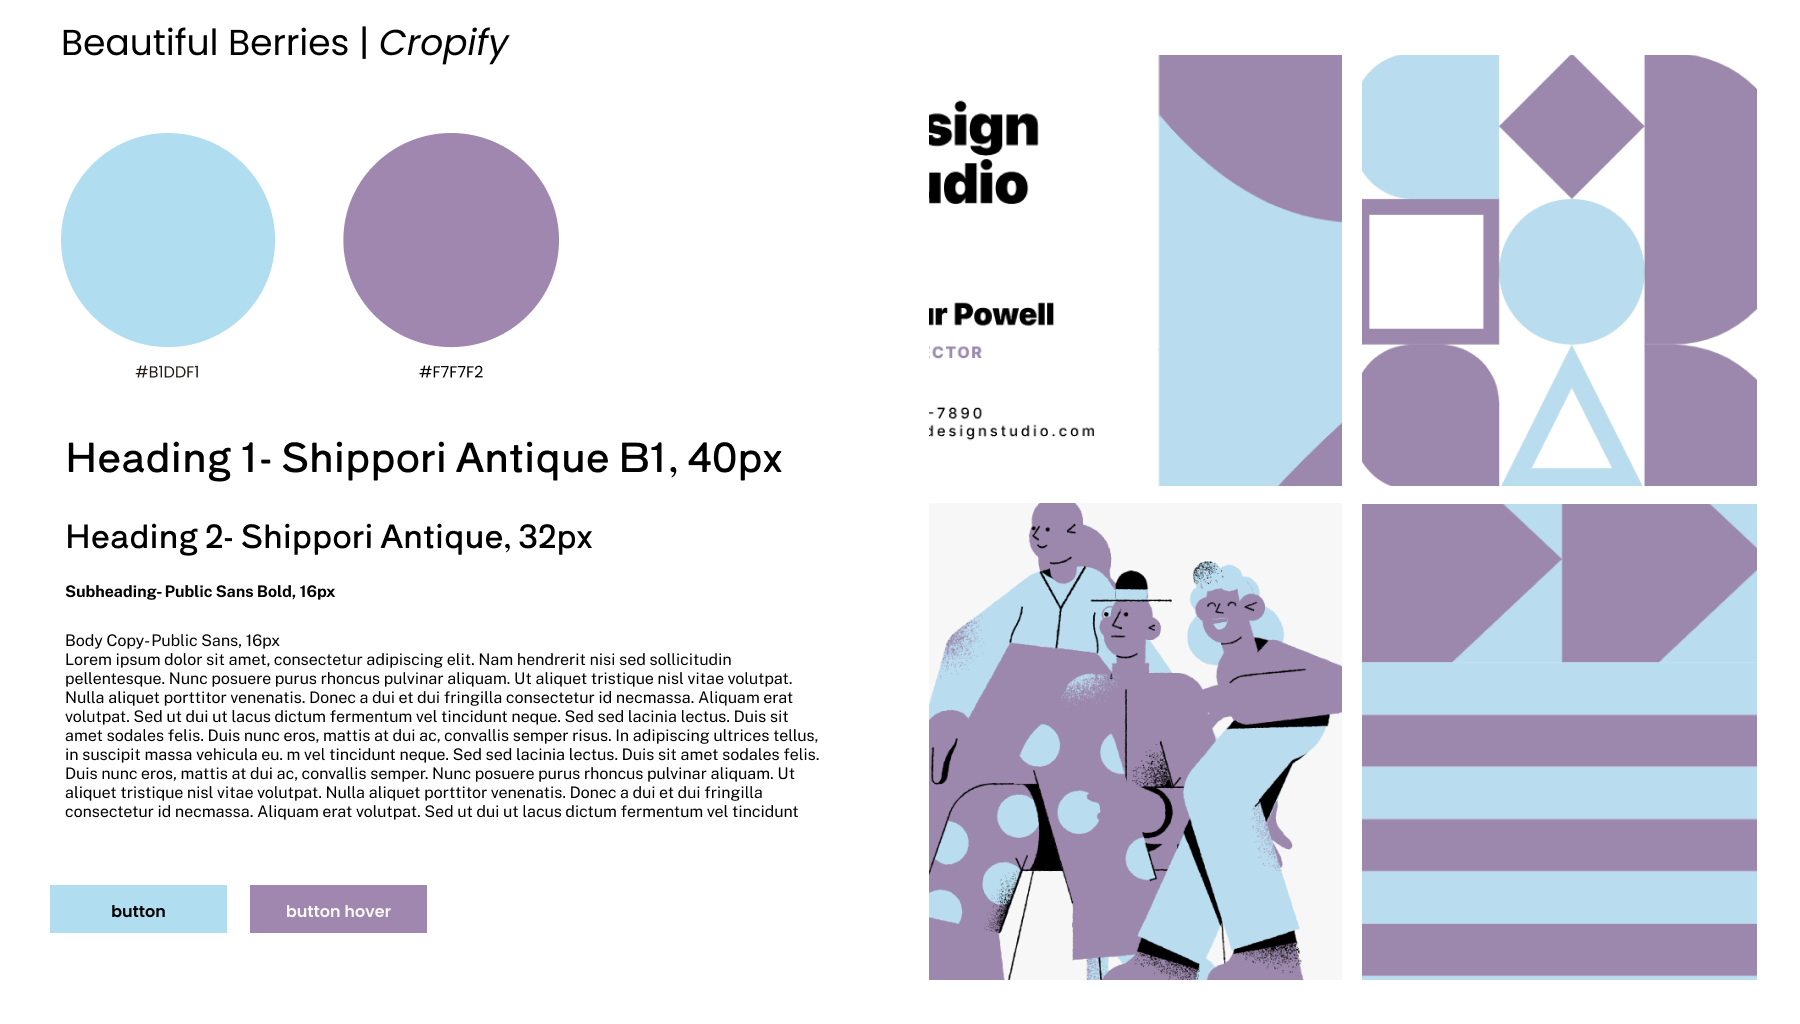 Beautiful Berries | Cropify
#B1DDF1
#F7F7F2
Heading 1- Shippori Antique B1, 40px
Heading 2- Shippori Antique, 32px
Subheading- Public Sans Bold, 16px
Body Copy- Public Sans, 16px
Lorem ipsum dolor sit amet, consectetur adipiscing elit. Nam hendrerit nisi sed sollicitudin
pellentesque. Nunc posuere purus rhoncus pulvinar aliquam. Ut aliquet tristique nisl vitae volutpat.
Nulla aliquet porttitor venenatis. Donec a dui et dui fringilla consectetur id necmassa. Aliquam erat
volutpat. Sed ut dui ut lacus dictum fermentum vel tincidunt neque. Sed sed lacinia lectus. Duis sit
amet sodales felis. Duis nunc eros, mattis at dui ac, convallis semper risus. In adipiscing ultrices tellus,
in suscipit massa vehicula eu. m vel tincidunt neque. Sed sed lacinia lectus. Duis sit amet sodales felis.
Duis nunc eros, mattis at dui ac, convallis semper. Nunc posuere purus rhoncus pulvinar aliquam. Ut
aliquet tristique nisl vitae volutpat. Nulla aliquet porttitor venenatis. Donec a dui et dui fringilla
consectetur id necmassa. Aliquam erat volutpat. Sed ut dui ut lacus dictum fermentum vel tincidunt
button
button hover
sign
udio
ur Powell
ECTOR
-7890
designstudio.com